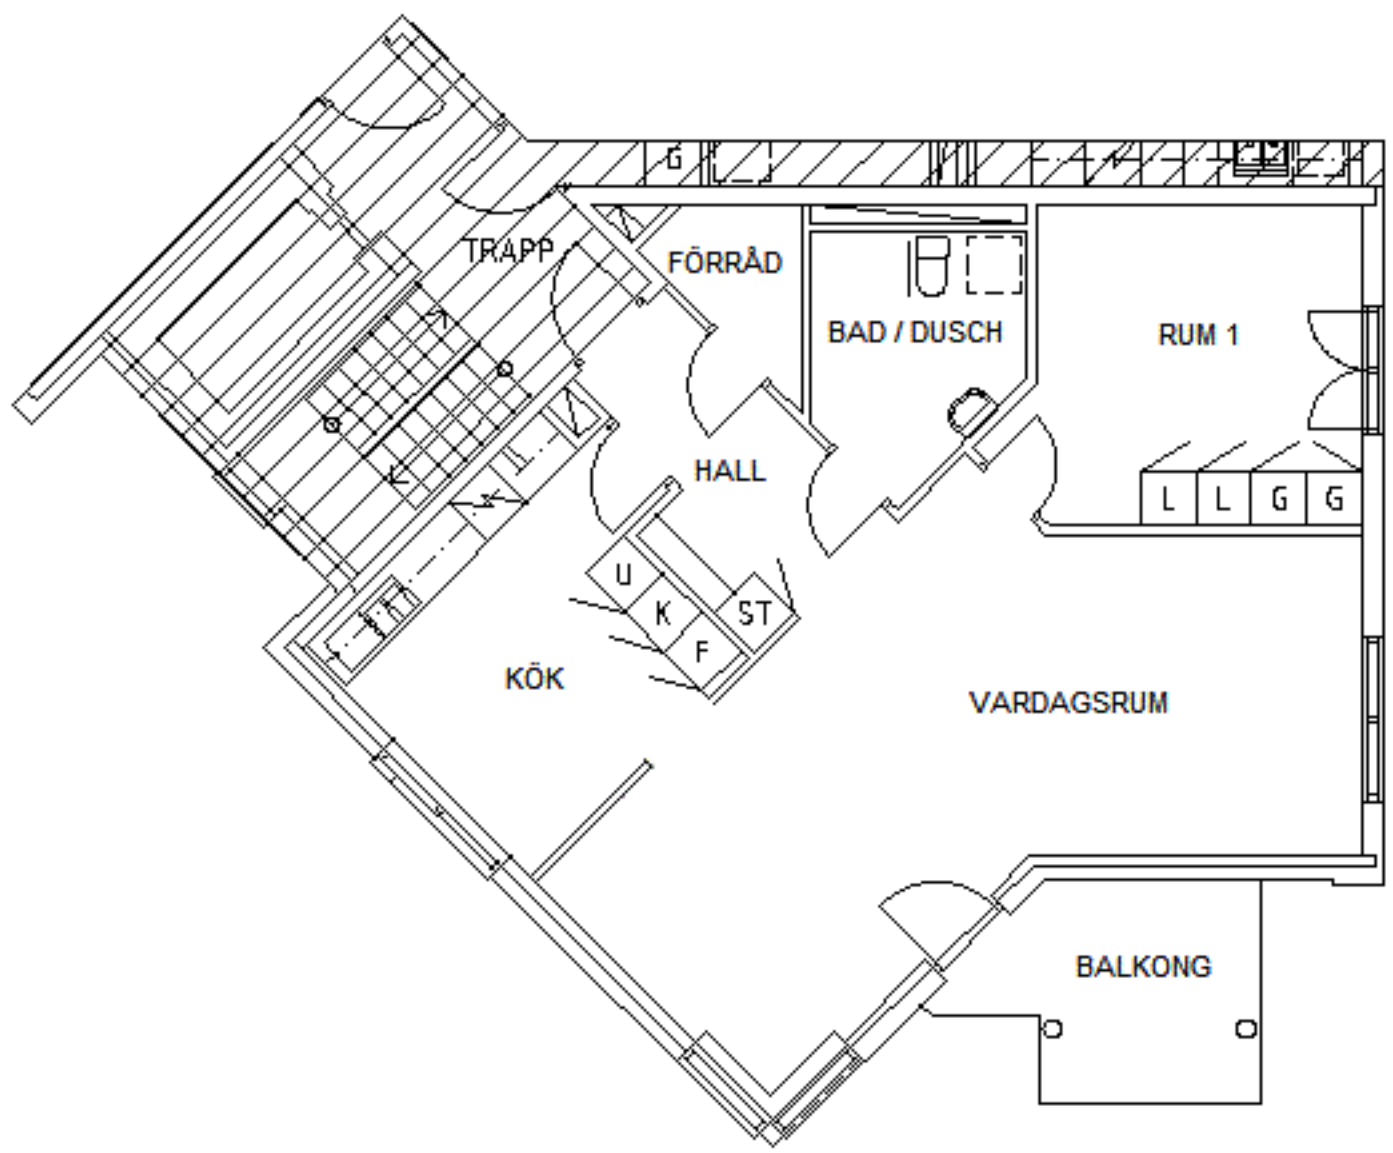 G
TRAPP
FÖRRÅD
BAD / DUSCH
RUM 1
HALL
L L G G
U
K
ST
F
KÖK
VARDAGSRUM
BALKONG